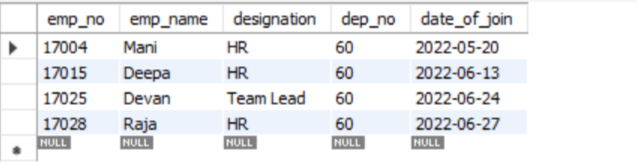 emp_no emp_name designation dep_no date_of_join
17004 Mani HR 60 2022-05-20
17015 Deepa HR 60 2022-06-13
17025 Devan Team Lead 60 2022-06-24
17028 Raja HR 60 2022-06-27
NULL NULL NULL NULL NULL